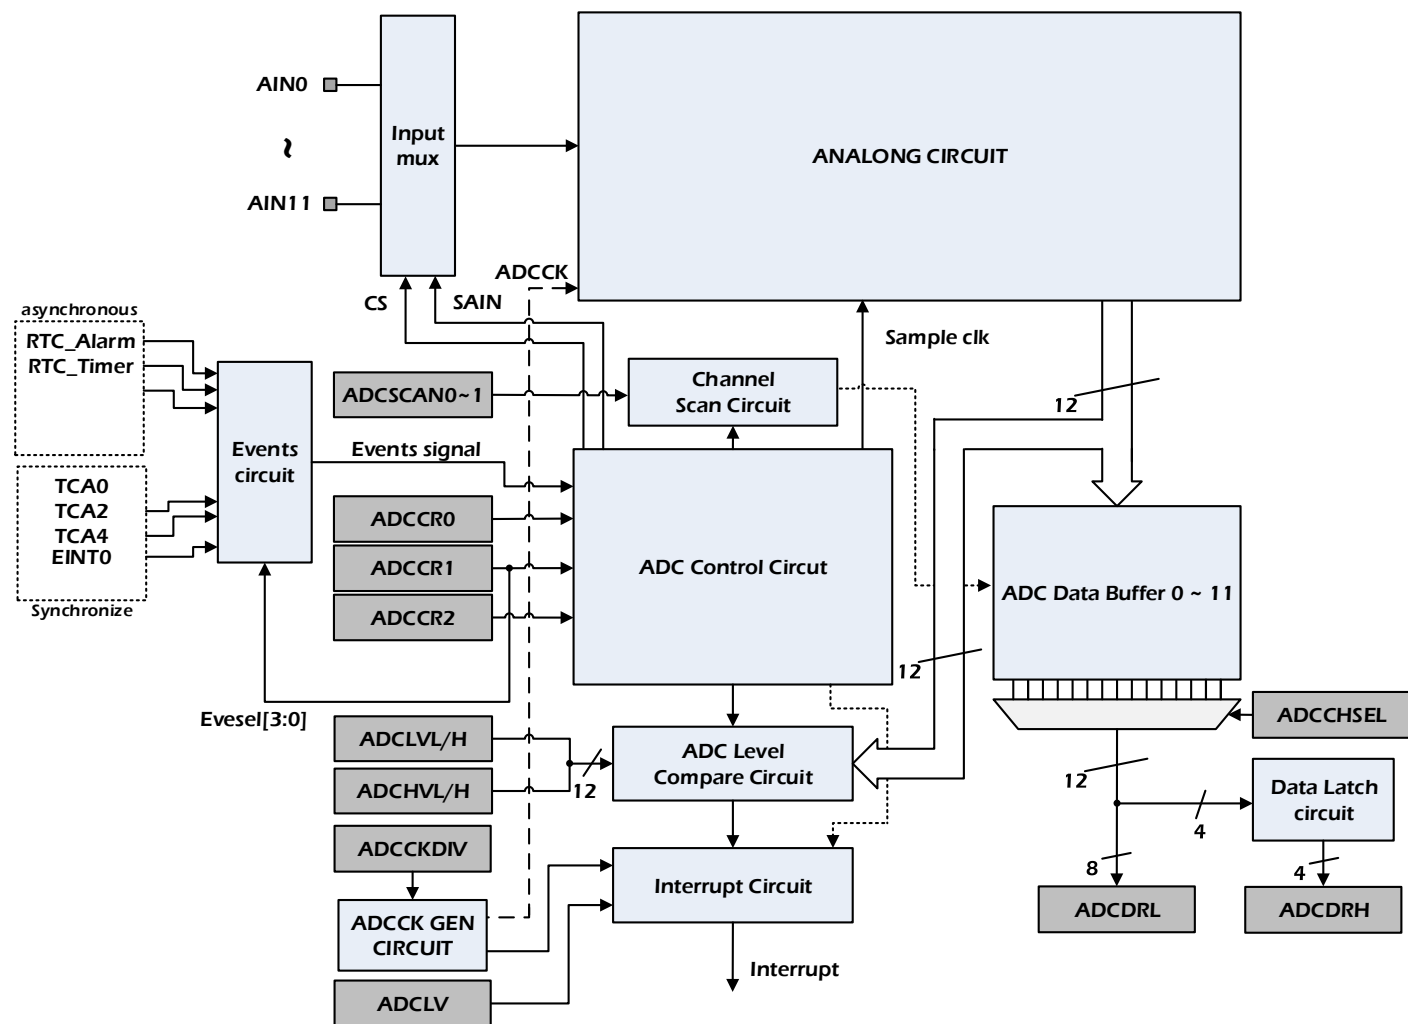 AIN0
~
AIN11
Input
mux
ANALONG CIRCUIT
ADCCK
CS
SAIN
Sample clk
asynchronous
RTC_Alarm
RTC_Timer
TCA0
TCA2
TCA4
EINT0
Synchronize
Events
circuit
Events signal
Evesel[3:0]
ADCSCAN0~1
Channel
Scan Circuit
ADCCR0
ADCCR1
ADCCR2
ADC Control Circut
12
12
ADC Data Buffer 0 ~ 11
ADCCHSEL
ADCLVL/H
ADCHVL/H
12
ADC Level
Compare Circuit
12
4
Data Latch
circuit
8
4
ADCDRL
ADCDRH
ADCCKDIV
ADCCK GEN
CIRCUIT
ADCLV
Interrupt Circuit
Interrupt